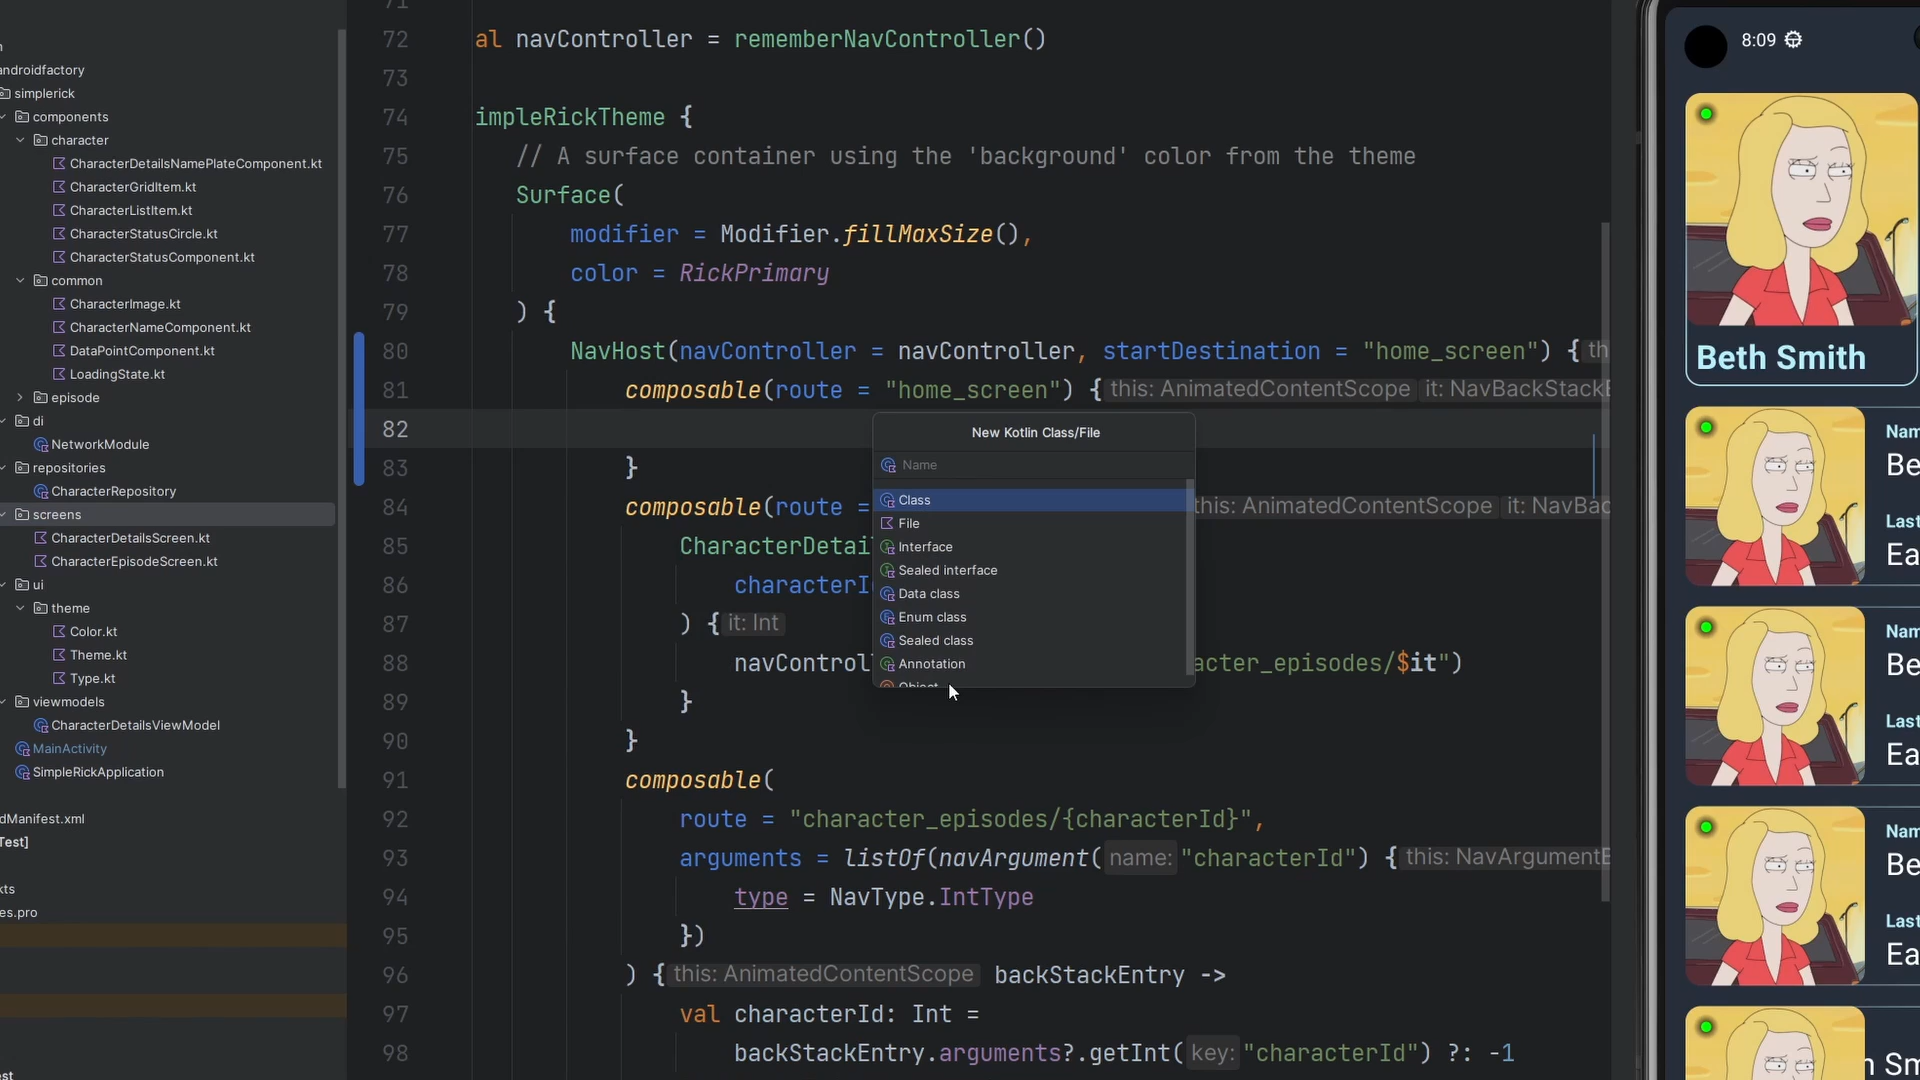 androidfactory
simplerick
components
character
CharacterDetailsNamePlateComponent.kt
CharacterGridItem.kt
CharacterListItem.kt
CharacterStatusCircle.kt
CharacterStatusComponent.kt
common
CharacterImage.kt
CharacterNameComponent.kt
DataPointComponent.kt
LoadingState.kt
episode
di
NetworkModule
repositories
CharacterRepository
screens
CharacterDetailsScreen.kt
CharacterEpisodeScreen.kt
ui
theme
Color.kt
Theme.kt
Type.kt
viewmodels
CharacterDetailsViewModel
MainActivity
SimpleRickApplication
dManifest.xml
Test]
kts
es.pro
est
71
72 al navController = rememberNavController()
73
74 impleRickTheme {
75 // A surface container using the 'background' color from the theme
76 Surface(
77 modifier = Modifier.fillMaxSize(),
78 color = RickPrimary
79 ) {
80 NavHost(navController = navController, startDestination = "home_screen") { th
81 composable(route = "home_screen") { this: AnimatedContentScope it: NavBackStackE
82
83 }
84 composable(route = this: AnimatedContentScope it: NavBac
85 CharacterDetai
86 characterI
87 ) { it: Int
88 navControl acter_episodes/$it")
89 }
90 }
91 composable(
92 route = "character_episodes/{characterId}",
93 arguments = listOf(navArgument( name: "characterId") { this: NavArgumentB
94 type = NavType.IntType
95 })
96 ) { this: AnimatedContentScope backStackEntry ->
97 val characterId: Int =
98 backStackEntry.arguments?.getInt( key: "characterId") ?: -1
New Kotlin Class/File
Name
Class
File
Interface
Sealed interface
Data class
Enum class
Sealed class
Annotation
Object
8:09
Beth Smith
Nam
Be
Last
Ea
Nam
Be
Last
Ea
Nam
Be
Last
Ea
h Sm